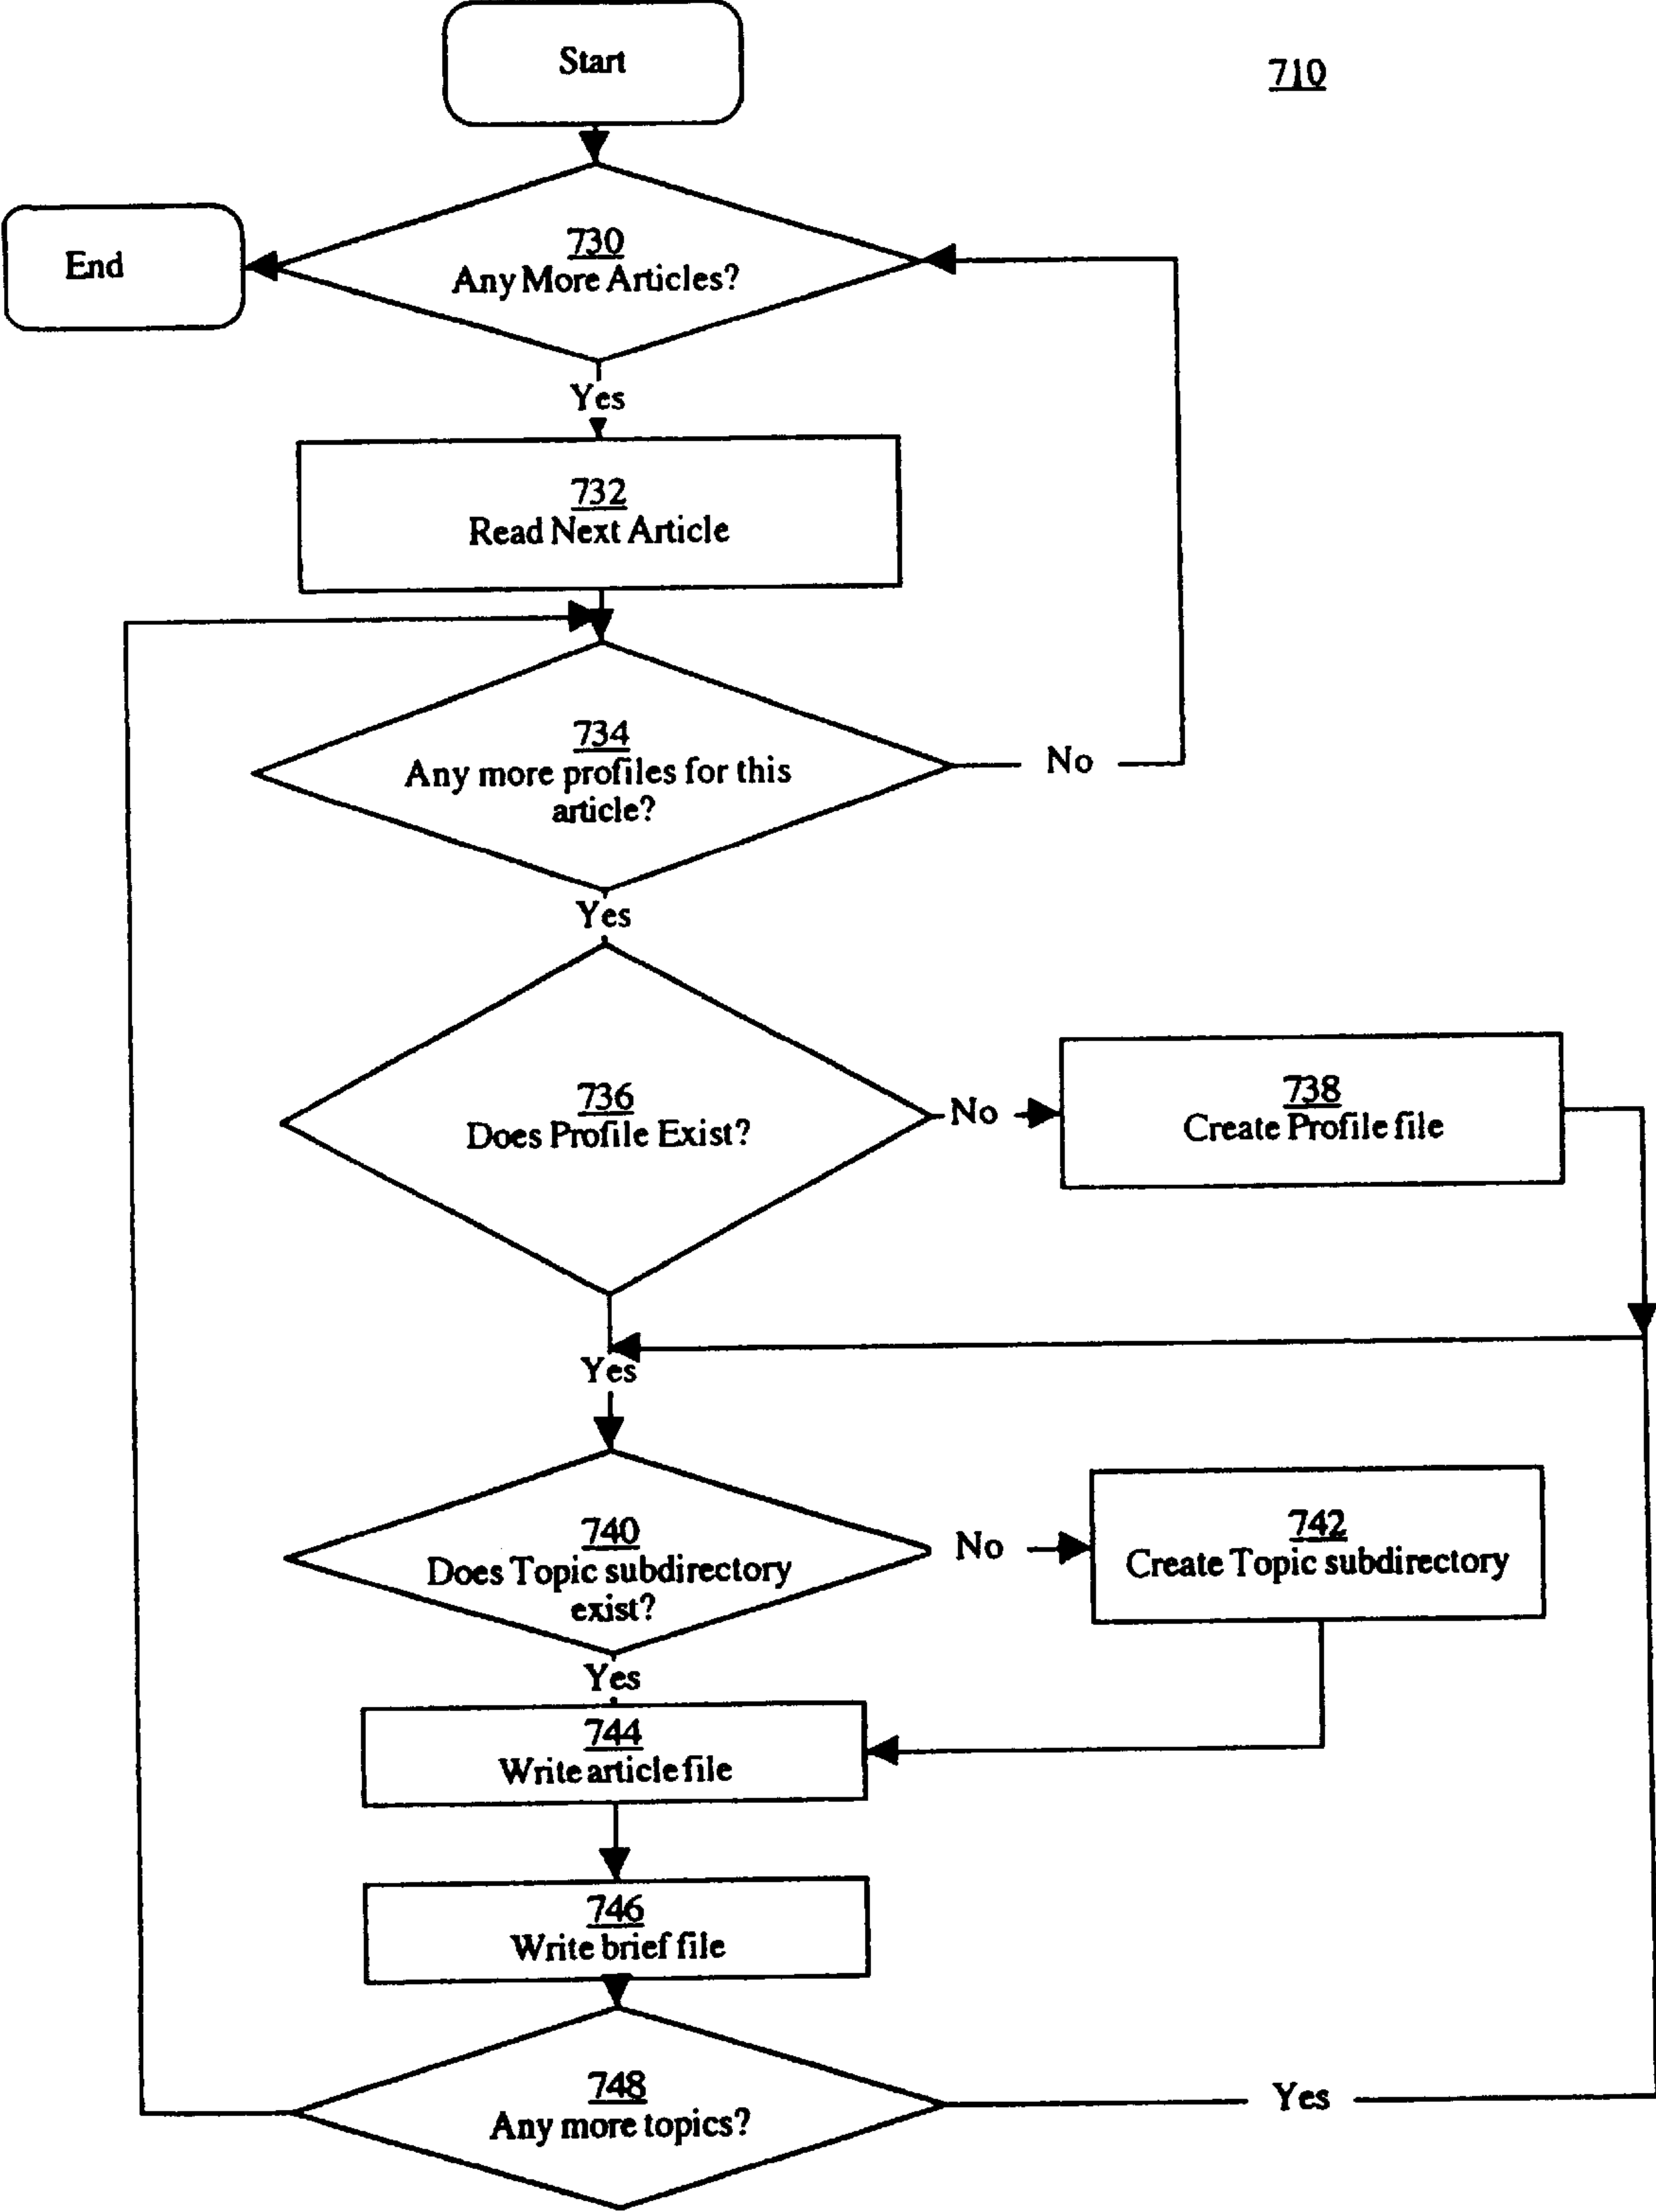 Start
710
End
730
Any More Articles?
Yes
732
Read Next Article
734
Any more profiles for this
article?
No
Yes
736
Does Profile Exist?
No
738
Create Profile file
Yes
740
Does Topic subdirectory
exist?
No
742
Create Topic subdirectory
Yes
744
Write article file
746
Write brief file
748
Any more topics?
Yes